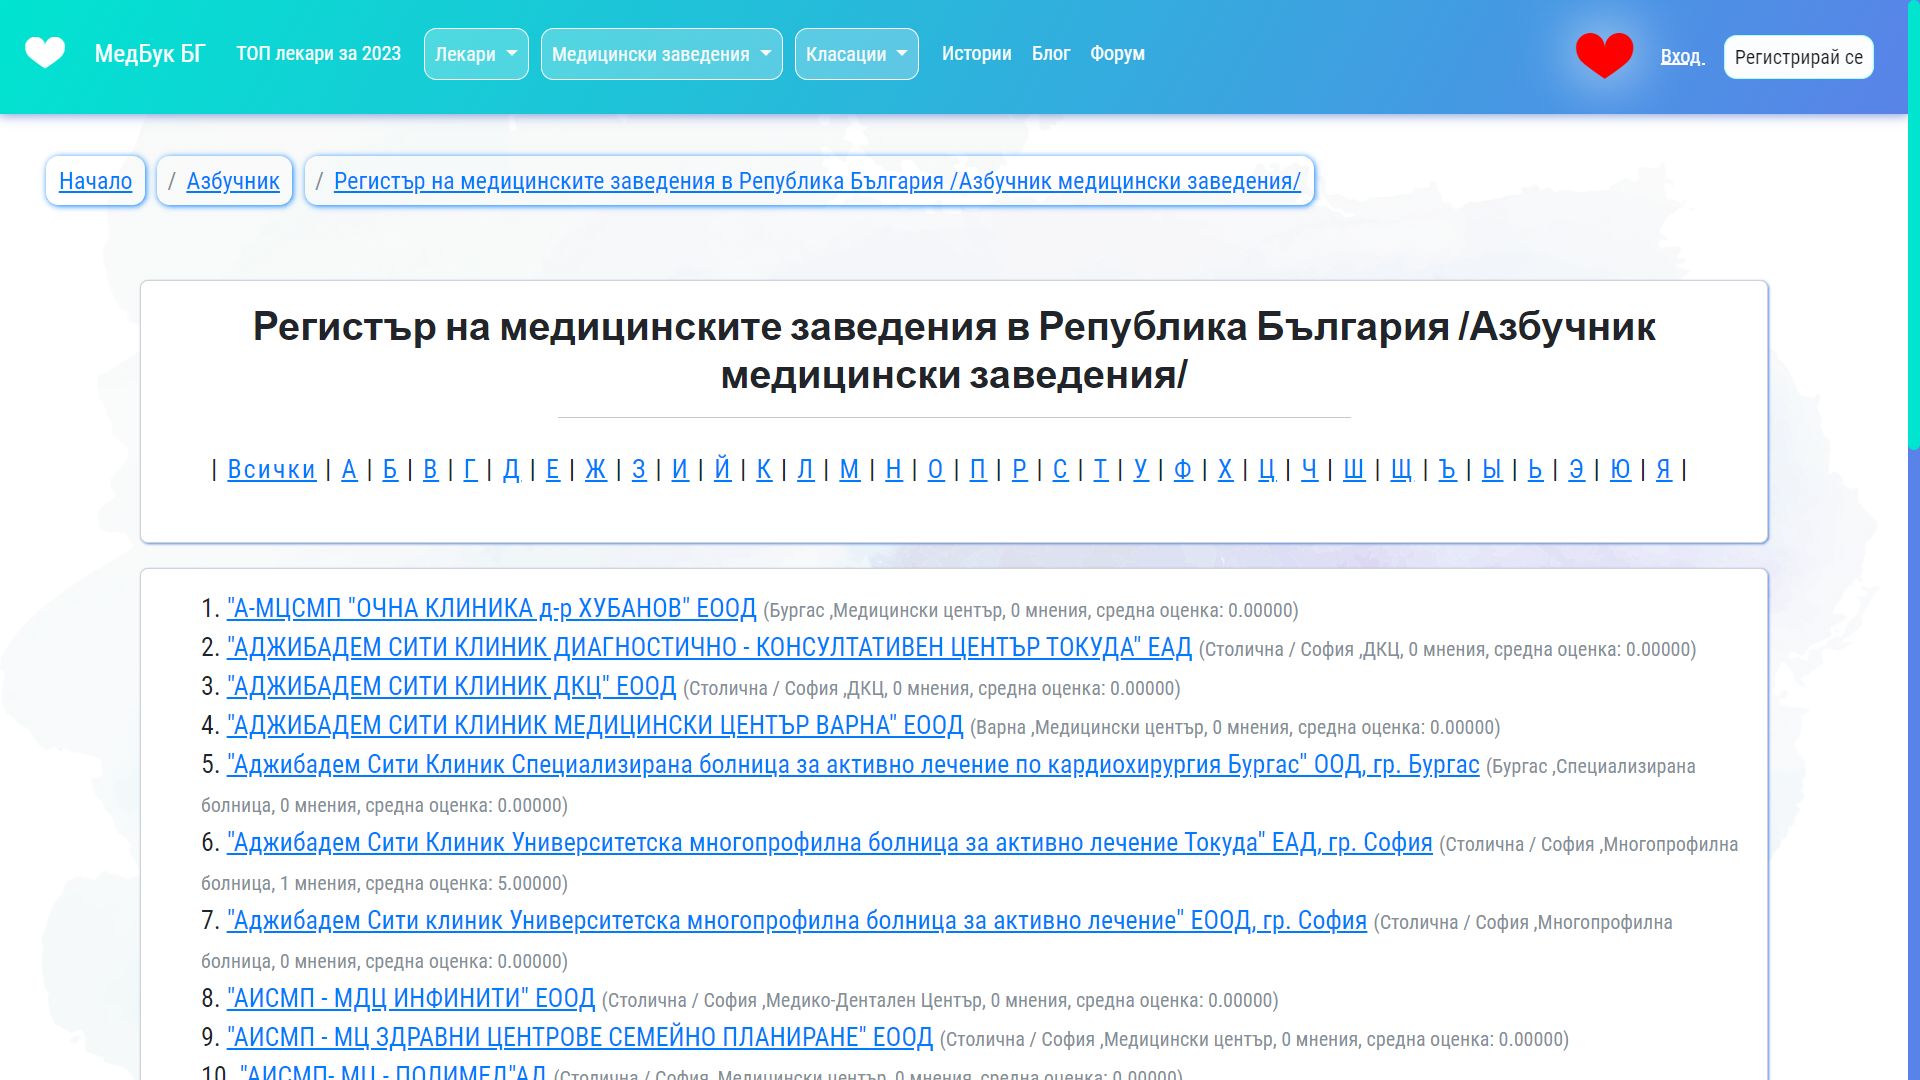 МедБук БГ ТОП лекари за 2023 Лекари Медицински заведения Класации Истории Блог Форум Вход Регистрирай се
Начало / Азбучник / Регистър на медицинските заведения в Република България /Азбучник медицински заведения/
Регистър на медицинските заведения в Република България /Азбучник
медицински заведения/
| Всички | А | Б | В | Г | Д | Е | Ж | З | И | Й | К | Л | М | Н | О | П | Р | С | Т | У | Ф | Х | Ц | Ч | Ш | Щ | Ъ | Ы | Ь | Э | Ю | Я |
1. "А-МЦСМП "ОЧНА КЛИНИКА д-р ХУБАНОВ" ЕООД (Бургас ,Медицински център, 0 мнения, средна оценка: 0.00000)
2. "АДЖИБАДЕМ СИТИ КЛИНИК ДИАГНОСТИЧНО - КОНСУЛТАТИВЕН ЦЕНТЪР ТОКУДА" ЕАД (Столична / София ,ДКЦ, 0 мнения, средна оценка: 0.00000)
3. "АДЖИБАДЕМ СИТИ КЛИНИК ДКЦ" ЕООД (Столична / София ,ДКЦ, 0 мнения, средна оценка: 0.00000)
4. "АДЖИБАДЕМ СИТИ КЛИНИК МЕДИЦИНСКИ ЦЕНТЪР ВАРНА" ЕООД (Варна ,Медицински център, 0 мнения, средна оценка: 0.00000)
5. "Аджибадем Сити Клиник Специализирана болница за активно лечение по кардиохирургия Бургас" ООД, гр. Бургас (Бургас ,Специализирана
болница, 0 мнения, средна оценка: 0.00000)
6. "Аджибадем Сити Клиник Университетска многопрофилна болница за активно лечение Токуда" ЕАД, гр. София (Столична / София ,Многопрофилна
болница, 1 мнения, средна оценка: 5.00000)
7. "Аджибадем Сити клиник Университетска многопрофилна болница за активно лечение" ЕООД, гр. София (Столична / София ,Многопрофилна
болница, 0 мнения, средна оценка: 0.00000)
8. "АИСМП - МДЦ ИНФИНИТИ" ЕООД (Столична / София ,Медико-Дентален Център, 0 мнения, средна оценка: 0.00000)
9. "АИСМП - МЦ ЗДРАВНИ ЦЕНТРОВЕ СЕМЕЙНО ПЛАНИРАНЕ" ЕООД (Столична / София ,Медицински център, 0 мнения, средна оценка: 0.00000)
10. "АИСМП- МЦ - ПОЛИМЕД"АД (Столична / София ,Медицински център, 0 мнения, средна оценка: 0.00000)